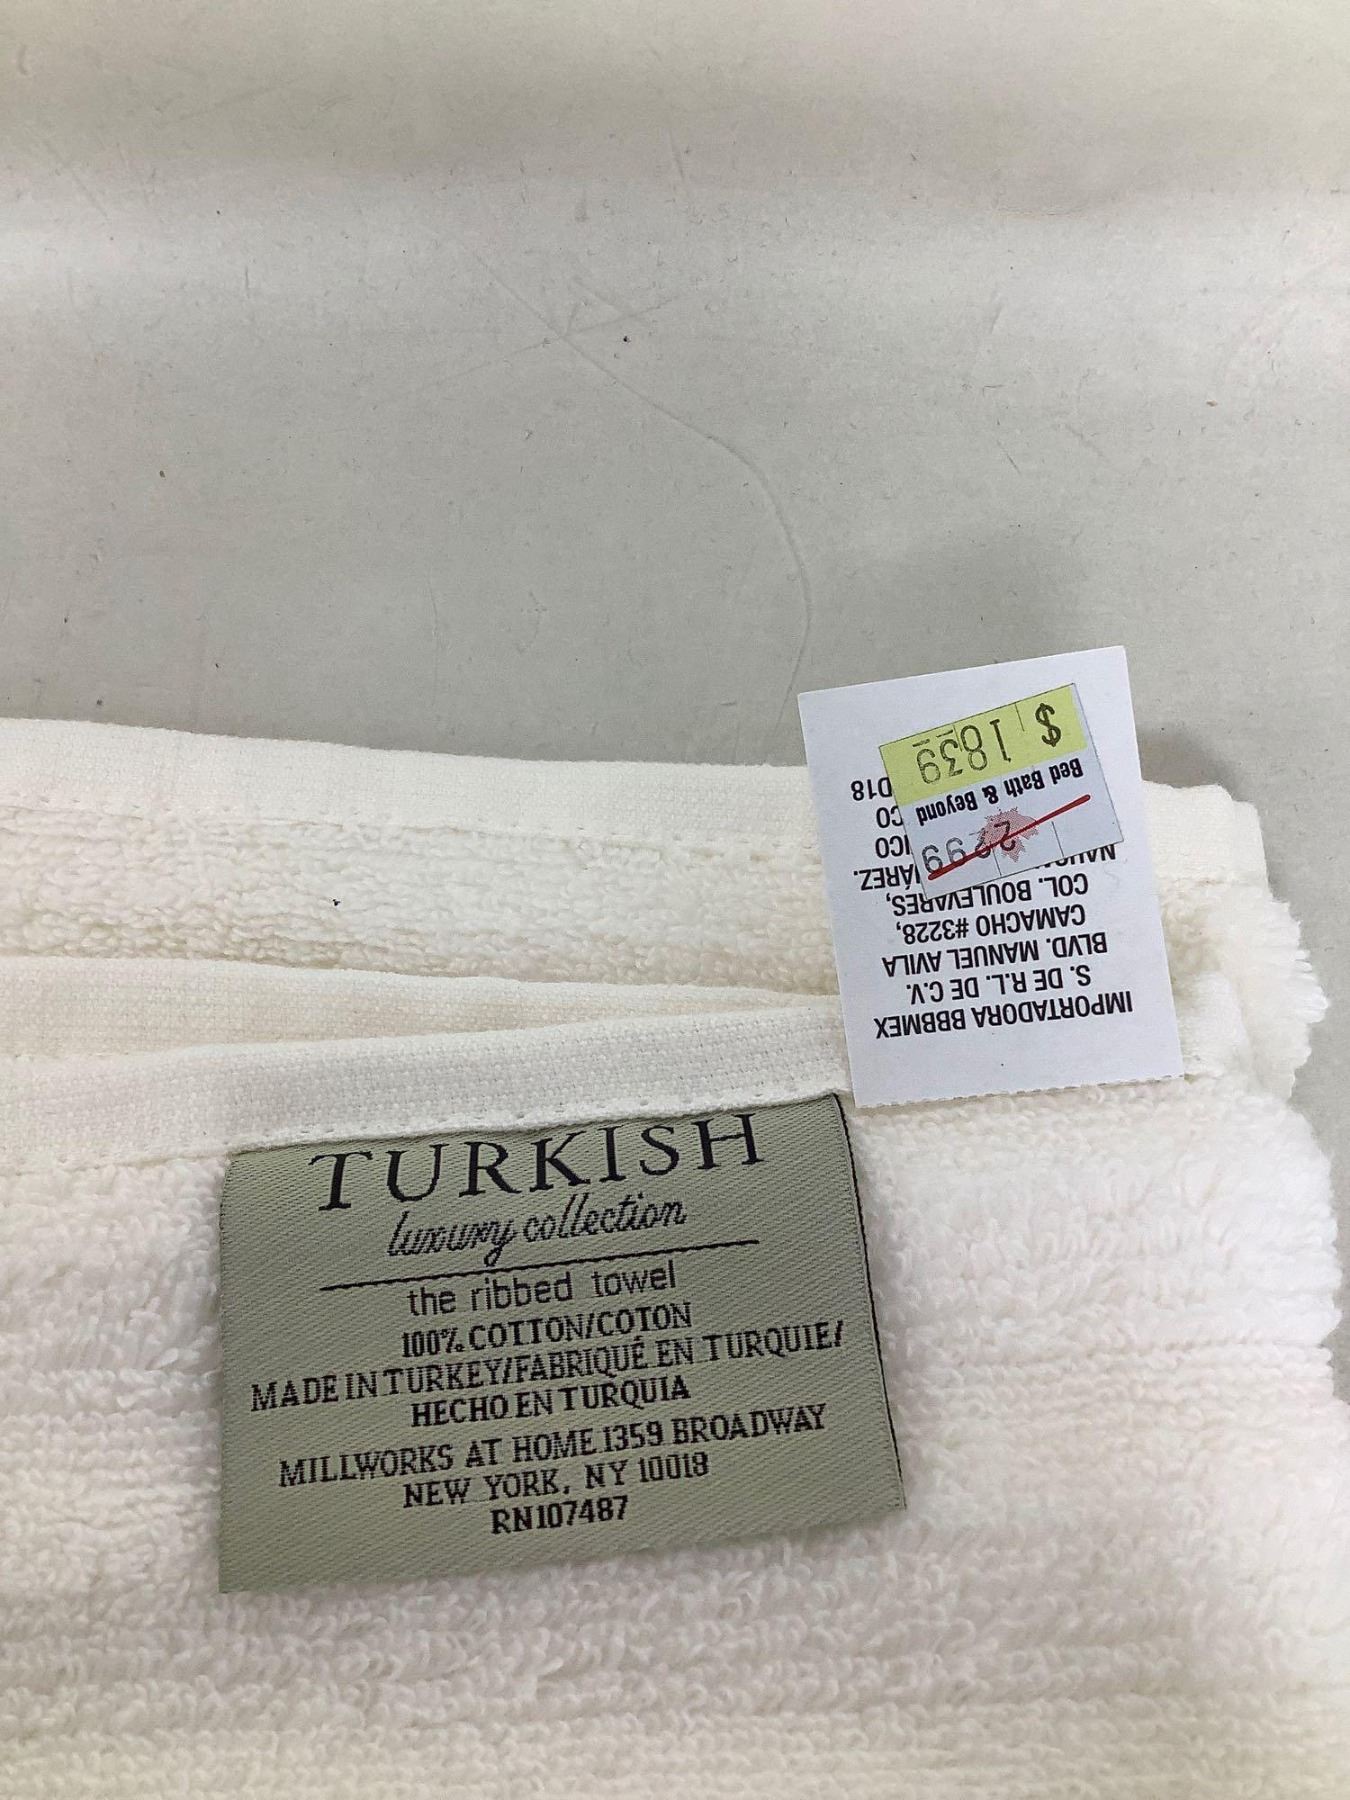 TURKISH
luxury collection
the ribbed towel
100% COTTON/COTON
MADE IN TURKEY/FABRIQUÉ EN TURQUIE/
HECHO EN TURQUIA
MILLWORKS AT HOME 1359 BROADWAY
NEW YORK, NY 10018
RN107487
IMPORTADORA BBBMEX
S. DE R.L. DE C.V.
BLVD. MANUEL AVILA
CAMACHO #3228,
COL. BOULEVARES,
2299
Bed Bath & Beyond
$ 1839
D18